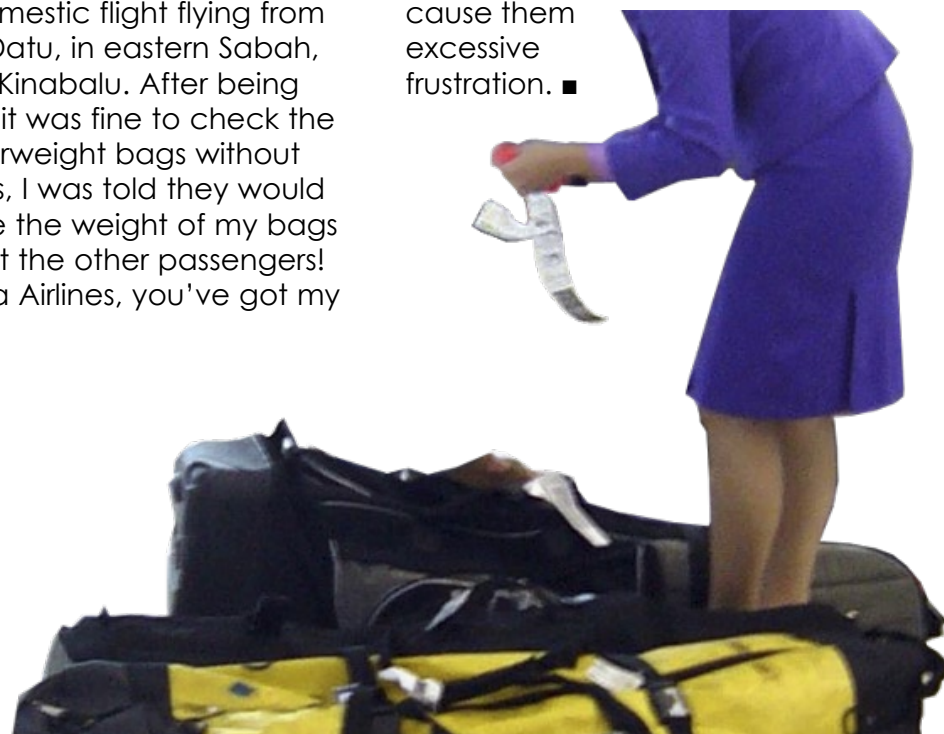 mestic flight flying from
Datu, in eastern Sabah,
Kinabalu. After being
it was fine to check the
rweight bags without
s, I was told they would
e the weight of my bags
t the other passengers!
a Airlines, you’ve got my
cause them
excessive
frustration. ■